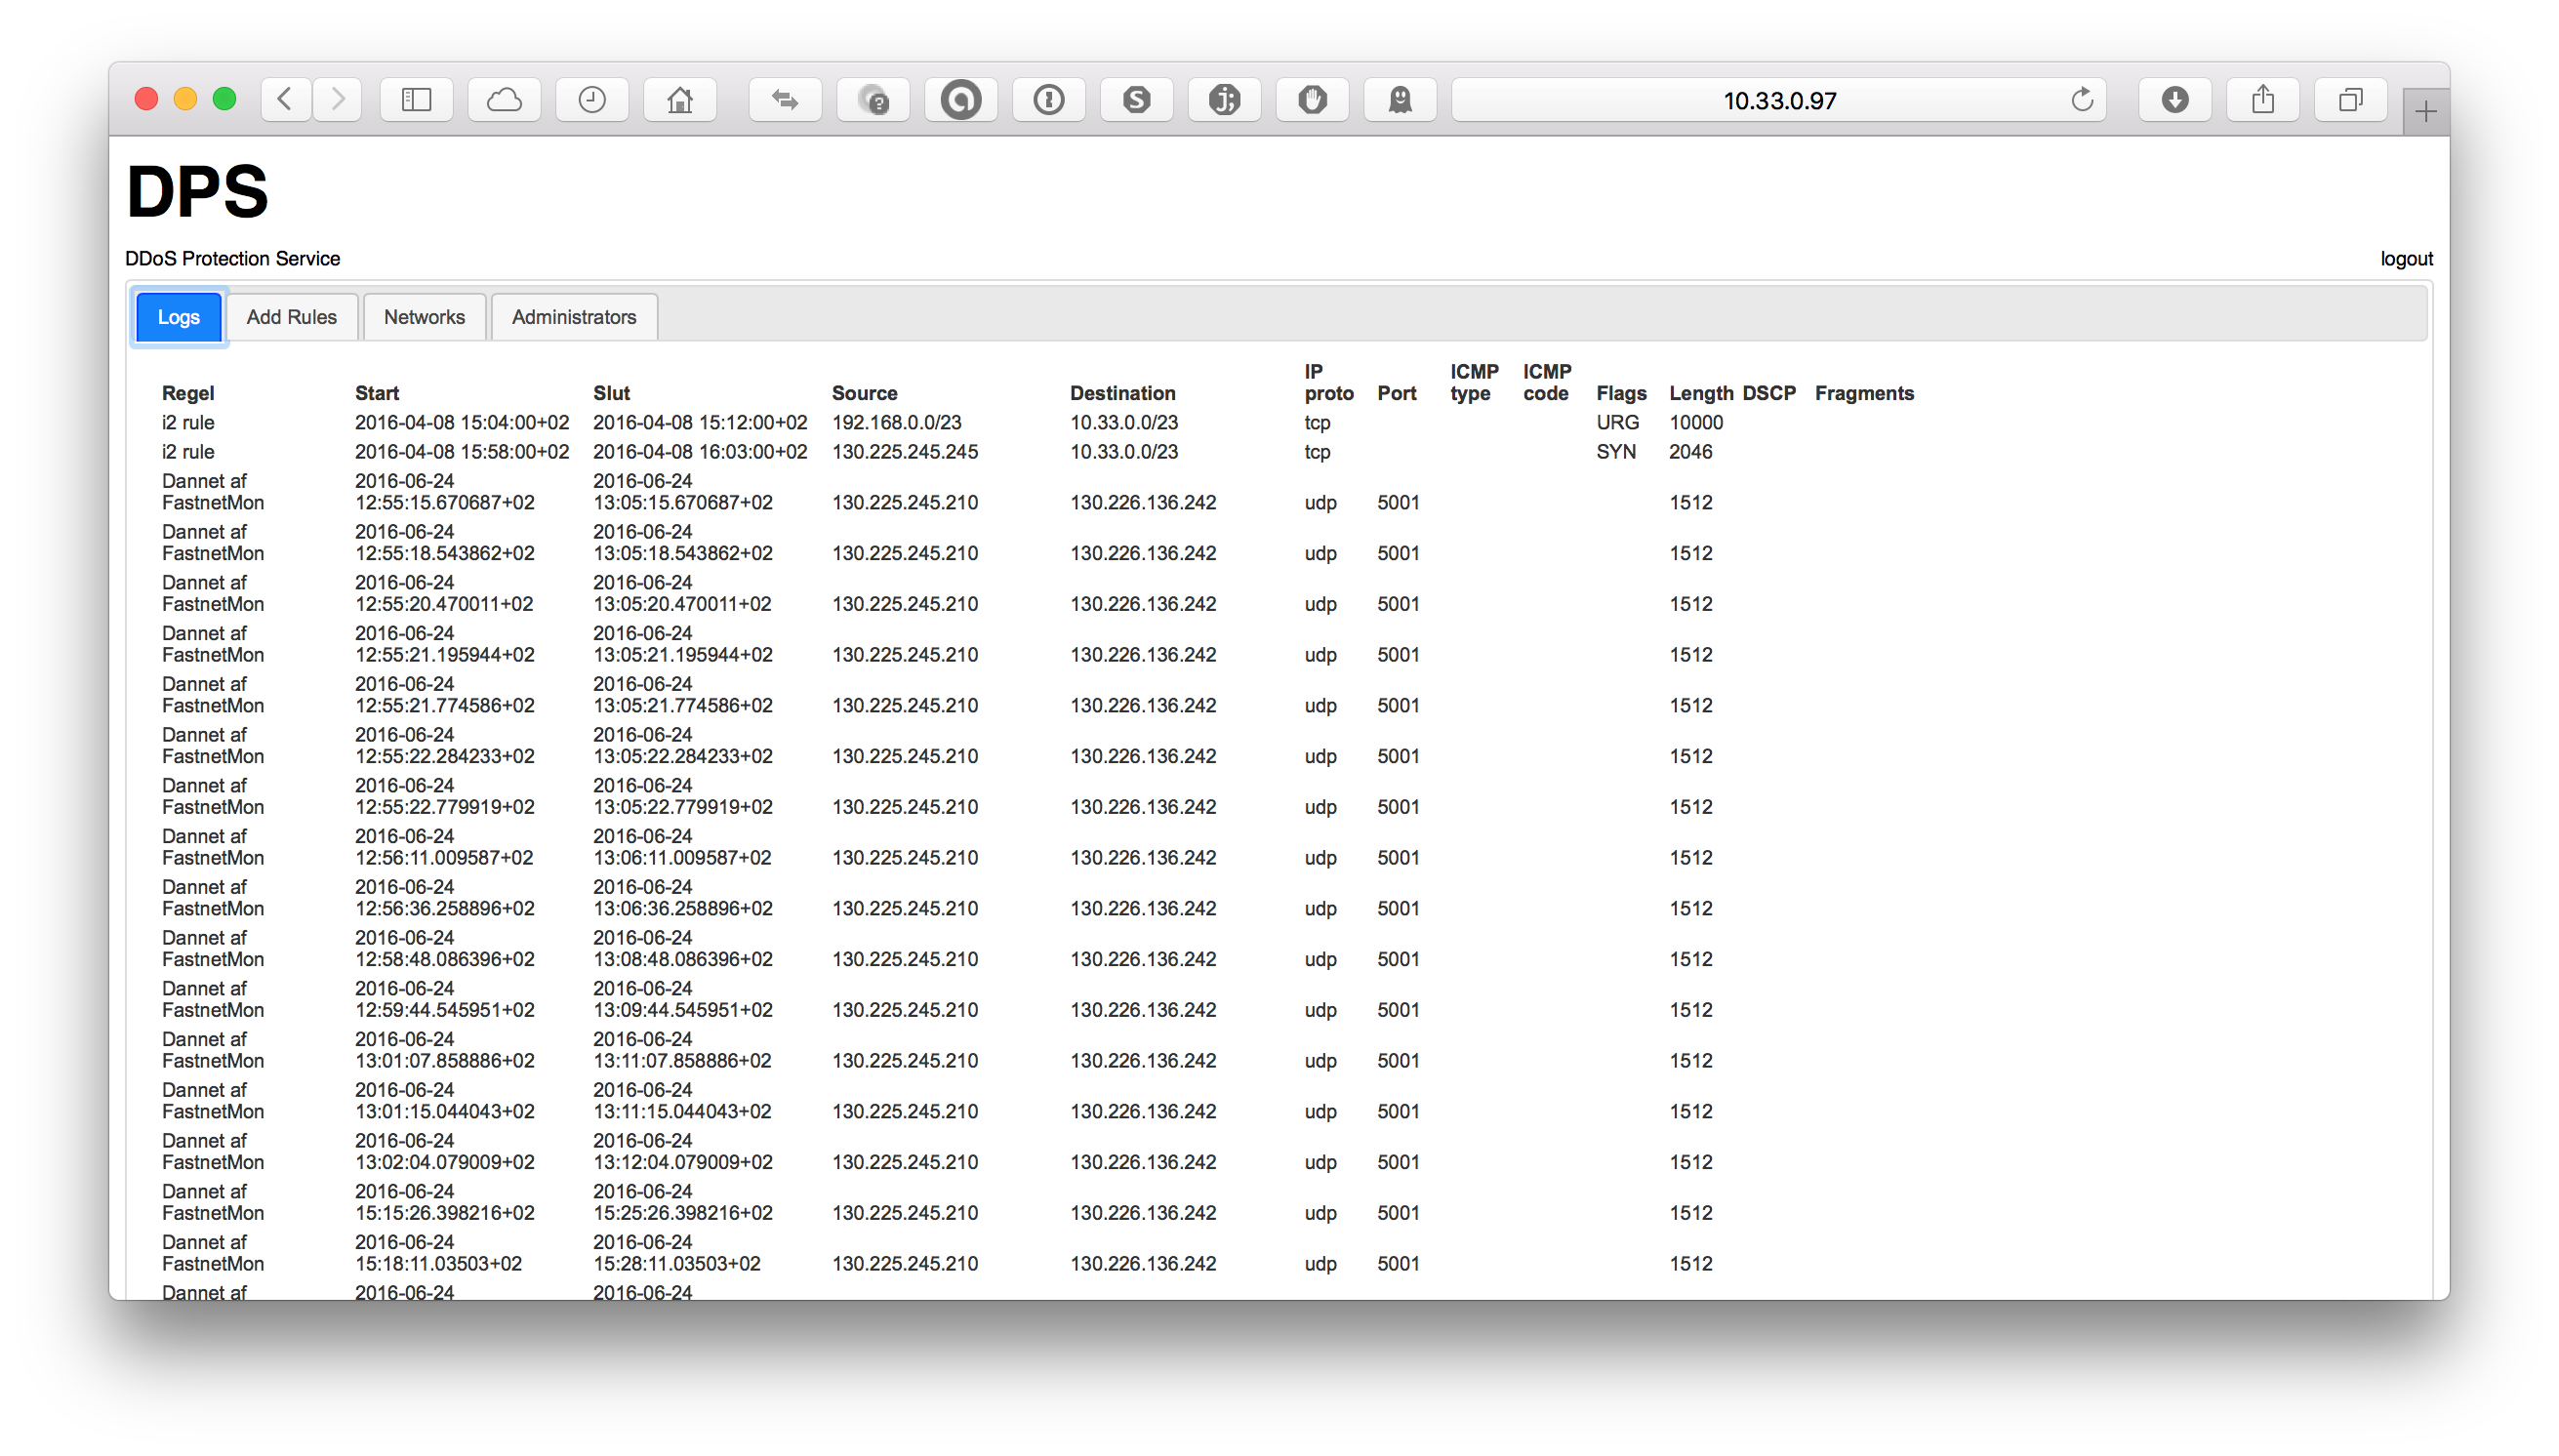 10.33.0.97
DPS
DDoS Protection Service logout
Logs Add Rules Networks Administrators
IP ICMP ICMP
Regel Start Slut Source Destination proto Port type code Flags Length DSCP Fragments
i2 rule 2016-04-08 15:04:00+02 2016-04-08 15:12:00+02 192.168.0.0/23 10.33.0.0/23 tcp URG 10000
i2 rule 2016-04-08 15:58:00+02 2016-04-08 16:03:00+02 130.225.245.245 10.33.0.0/23 tcp SYN 2046
Dannet af 2016-06-24 2016-06-24
FastnetMon 12:55:15.670687+02 13:05:15.670687+02 130.225.245.210 130.226.136.242 udp 5001 1512
Dannet af 2016-06-24 2016-06-24
FastnetMon 12:55:18.543862+02 13:05:18.543862+02 130.225.245.210 130.226.136.242 udp 5001 1512
Dannet af 2016-06-24 2016-06-24
FastnetMon 12:55:20.470011+02 13:05:20.470011+02 130.225.245.210 130.226.136.242 udp 5001 1512
Dannet af 2016-06-24 2016-06-24
FastnetMon 12:55:21.195944+02 13:05:21.195944+02 130.225.245.210 130.226.136.242 udp 5001 1512
Dannet af 2016-06-24 2016-06-24
FastnetMon 12:55:21.774586+02 13:05:21.774586+02 130.225.245.210 130.226.136.242 udp 5001 1512
Dannet af 2016-06-24 2016-06-24
FastnetMon 12:55:22.284233+02 13:05:22.284233+02 130.225.245.210 130.226.136.242 udp 5001 1512
Dannet af 2016-06-24 2016-06-24
FastnetMon 12:55:22.779919+02 13:05:22.779919+02 130.225.245.210 130.226.136.242 udp 5001 1512
Dannet af 2016-06-24 2016-06-24
FastnetMon 12:56:11.009587+02 13:06:11.009587+02 130.225.245.210 130.226.136.242 udp 5001 1512
Dannet af 2016-06-24 2016-06-24
FastnetMon 12:56:36.258896+02 13:06:36.258896+02 130.225.245.210 130.226.136.242 udp 5001 1512
Dannet af 2016-06-24 2016-06-24
FastnetMon 12:58:48.086396+02 13:08:48.086396+02 130.225.245.210 130.226.136.242 udp 5001 1512
Dannet af 2016-06-24 2016-06-24
FastnetMon 12:59:44.545951+02 13:09:44.545951+02 130.225.245.210 130.226.136.242 udp 5001 1512
Dannet af 2016-06-24 2016-06-24
FastnetMon 13:01:07.858886+02 13:11:07.858886+02 130.225.245.210 130.226.136.242 udp 5001 1512
Dannet af 2016-06-24 2016-06-24
FastnetMon 13:01:15.044043+02 13:11:15.044043+02 130.225.245.210 130.226.136.242 udp 5001 1512
Dannet af 2016-06-24 2016-06-24
FastnetMon 13:02:04.079009+02 13:12:04.079009+02 130.225.245.210 130.226.136.242 udp 5001 1512
Dannet af 2016-06-24 2016-06-24
FastnetMon 15:15:26.398216+02 15:25:26.398216+02 130.225.245.210 130.226.136.242 udp 5001 1512
Dannet af 2016-06-24 2016-06-24
FastnetMon 15:18:11.03503+02 15:28:11.03503+02 130.225.245.210 130.226.136.242 udp 5001 1512
Dannet af 2016-06-24 2016-06-24